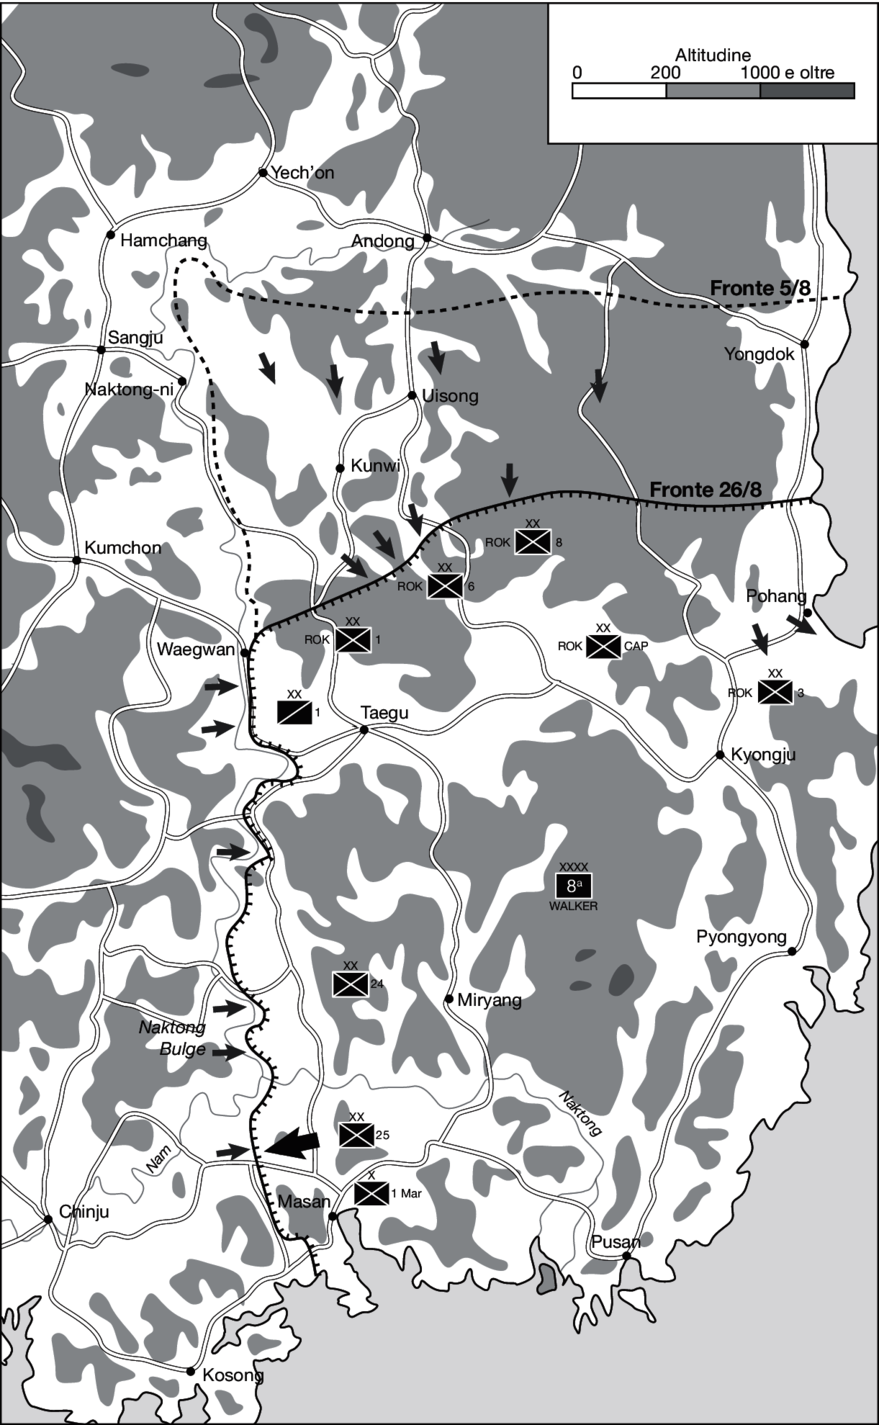 Altitudine
0 200 1000 e oltre
Yech'on
Hamchang
Andong
Fronte 5/8
Sangju
Yongdok
Naktong-ni
Uisong
Kunwi
Fronte 26/8
XX
ROK 8
Kumchon
XX
ROK 6
Pohang
XX
ROK 1
XX
ROK CAP
Waegwan
XX
ROK 3
XX
1
Taegu
Kyongju
XXXX
8ª
WALKER
Pyongyong
XX
24
Miryang
Naktong
Bulge
Naktong
XX
25
Nam
X
1 Mar
Masan
Chinju
Pusan
Kosong